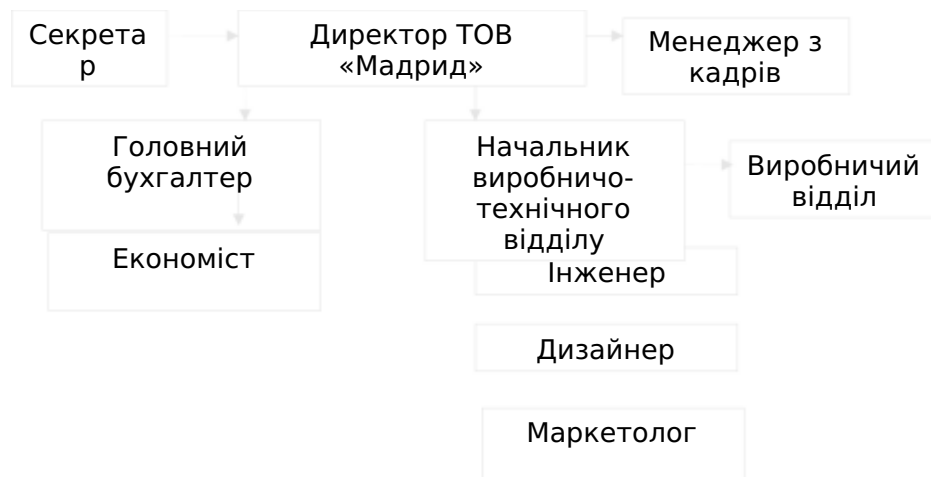 Секрета
р
Директор ТОВ
«Мадрид»
Менеджер з
кадрів
Головний
бухгалтер
Начальник
виробничо-
технічного
відділу
Виробничий
відділ
Економіст
Інженер
Дизайнер
Маркетолог